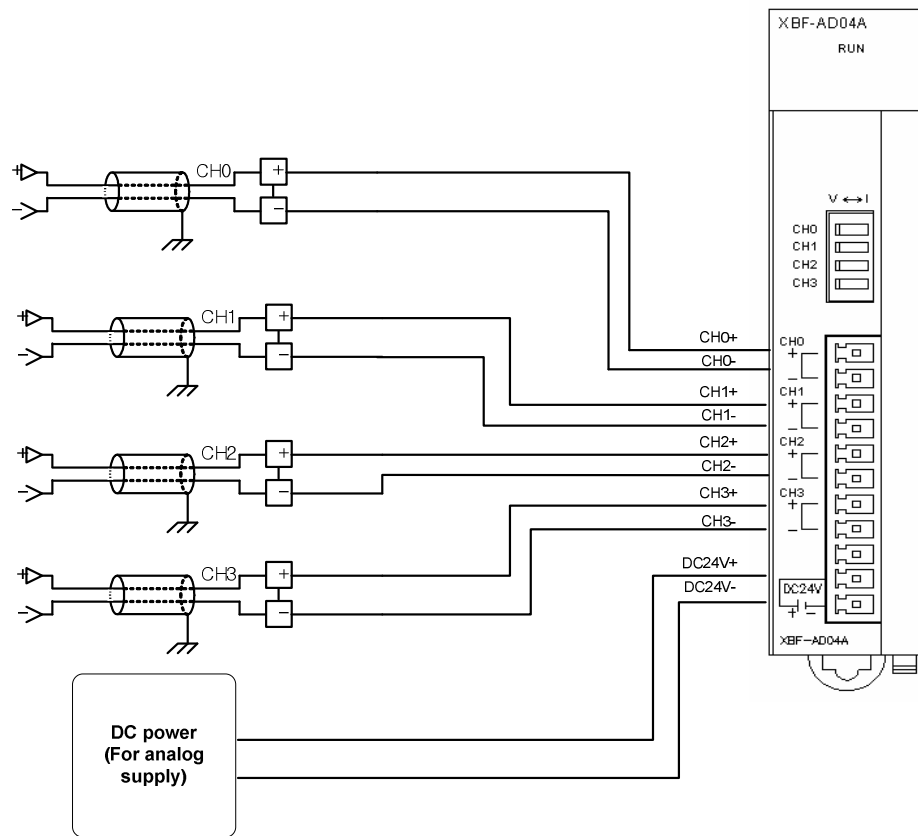 XBF-AD04A
RUN
+
CH0
+
-
-
V ↔ I
CH0
CH1
CH2
CH3
+
CH1
+
-
-
CH0+
CH0-
CH0
+
-
CH1+
CH1-
CH1
+
-
+
CH2
+
-
-
CH2+
CH2-
CH2
+
-
CH3+
CH3-
CH3
+
-
+
CH3
+
-
-
DC24V+
DC24V-
DC24V
+ -
XBF-AD04A
DC power
(For analog
supply)